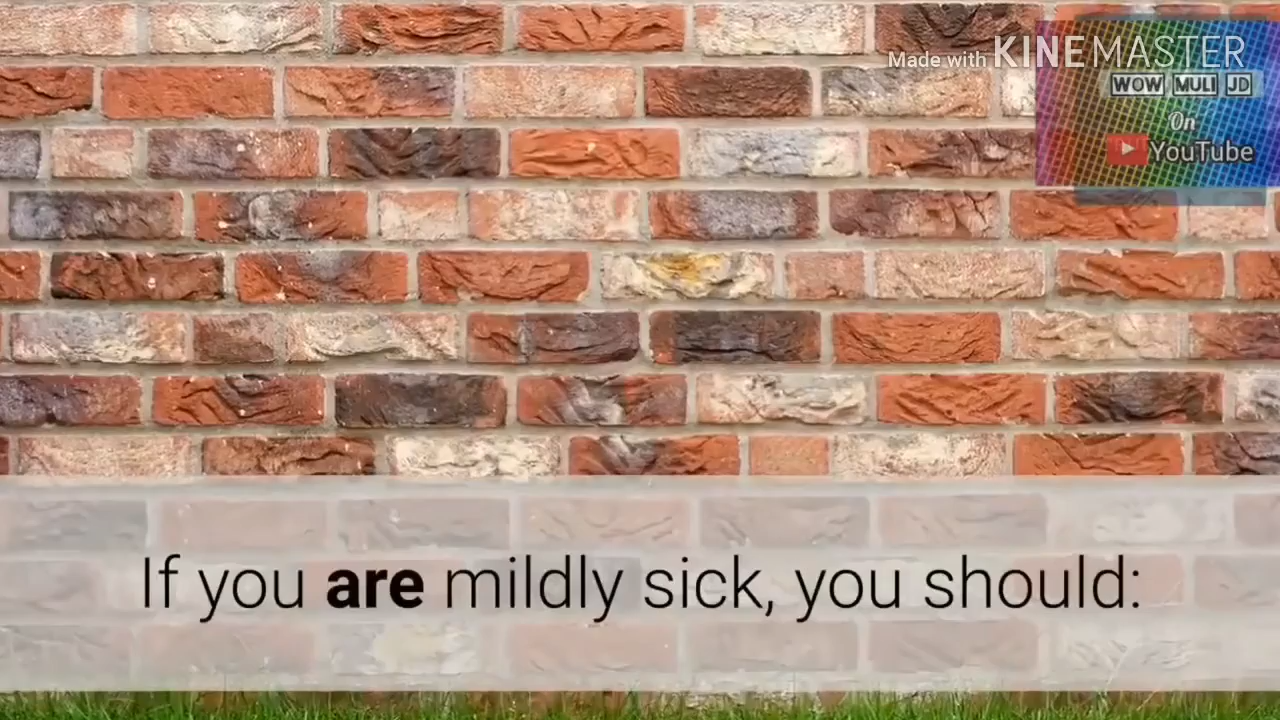 Made with KINEMASTER
WOW MULI JD
On
YouTube
If you are mildly sick, you should: